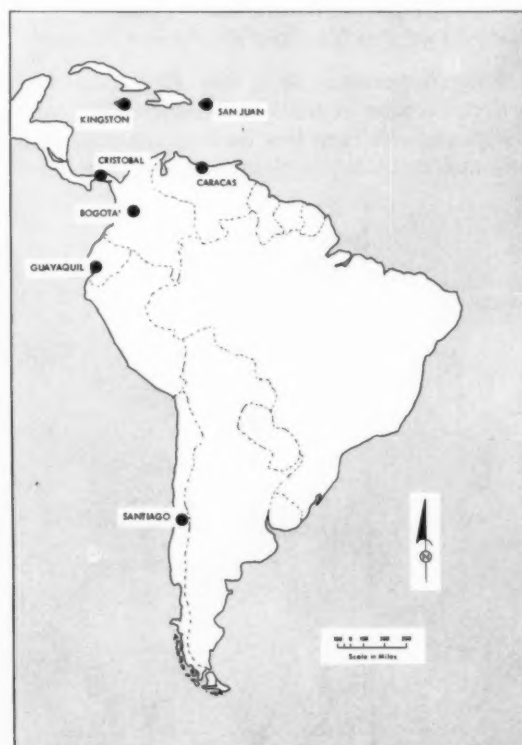 KINGSTON
SAN JUAN
CRISTOBAL
CARACAS
BOGOTA'
GUAYAQUIL
SANTIAGO
N
Scale in Miles